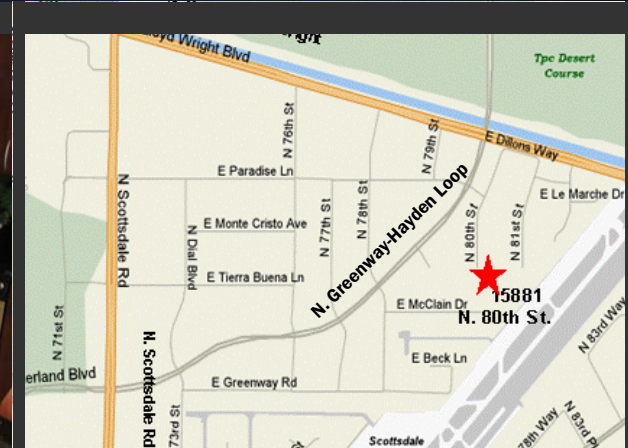 Wright Blvd
Tpc Desert
Course
N 76th St
N 79th St
E Dillons Way
E Paradise Ln
N Scottsdale Rd
E Le Marche Dr
N 77th St
N 78th St
N. Greenway-Hayden Loop
N 80th St
N 81st St
E Monte Cristo Ave
N Dial Blvd
E Tierra Buena Ln
15881
N. 80th St.
E McClain Dr
N 71st St
N. Scottsdale Rd
N 83rd Way
E Beck Ln
erland Blvd
E Greenway Rd
73rd St
78th Way
N 83rd Pl
Scottsdale